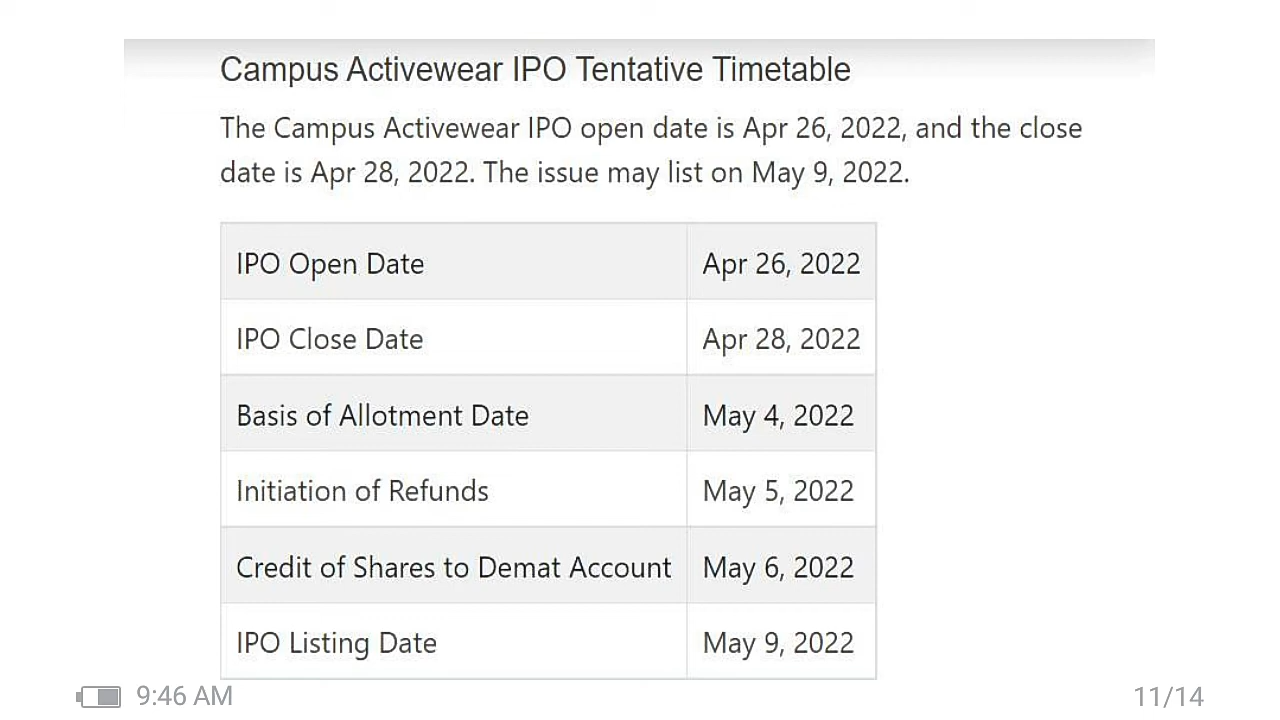 Campus Activewear IPO Tentative Timetable
The Campus Activewear IPO open date is Apr 26, 2022, and the close
date is Apr 28, 2022. The issue may list on May 9, 2022.
IPO Open Date Apr 26, 2022
IPO Close Date Apr 28, 2022
Basis of Allotment Date May 4, 2022
Initiation of Refunds May 5, 2022
Credit of Shares to Demat Account May 6, 2022
IPO Listing Date May 9, 2022
9:46 AM 11/14